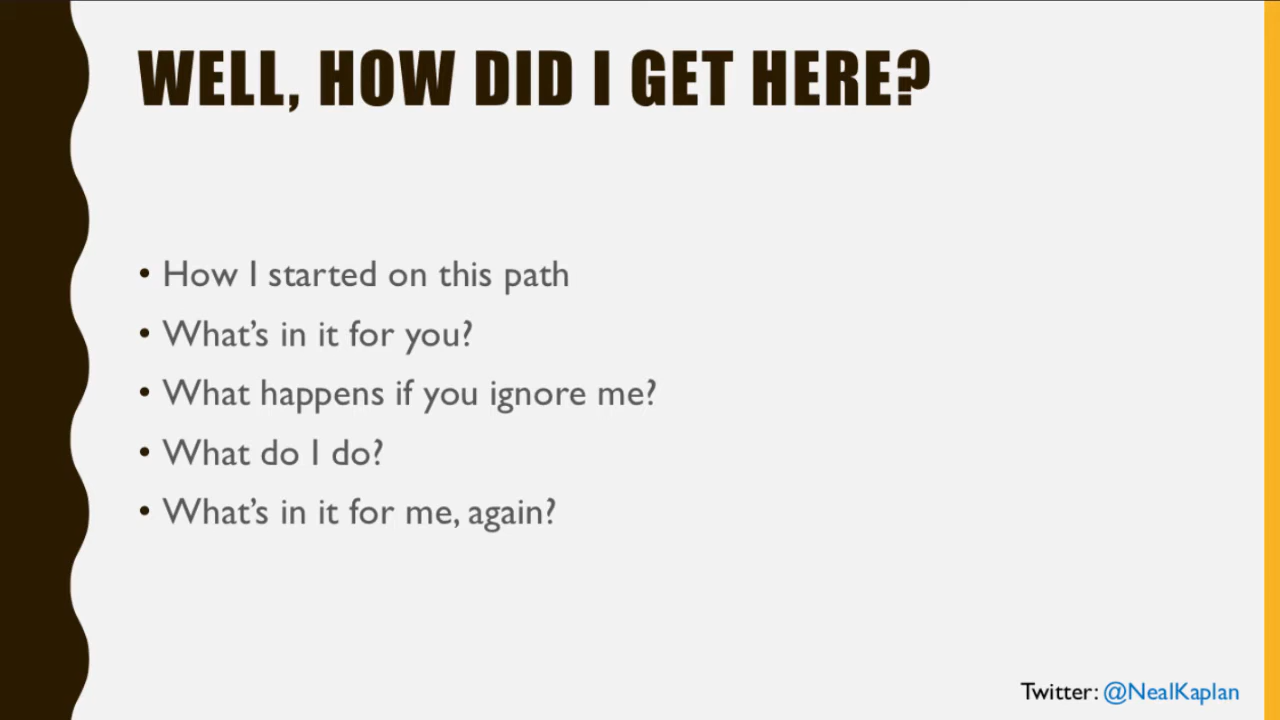 WELL, HOW DID I GET HERE?
• How I started on this path
• What’s in it for you?
• What happens if you ignore me?
• What do I do?
• What’s in it for me, again?
Twitter: @NealKaplan